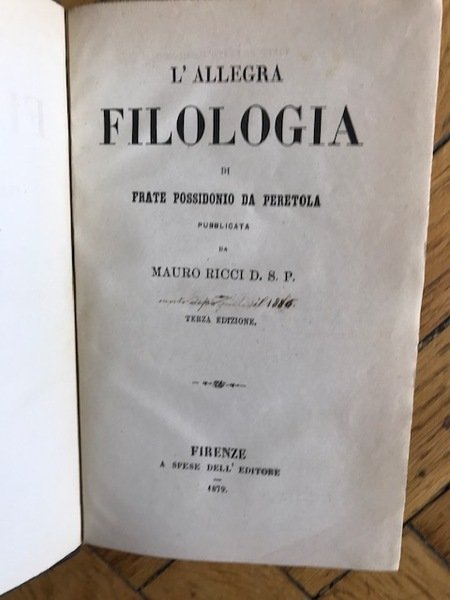 L' ALLEGRA
FILOLOGIA
DI
FRATE POSSIDONIO DA PERETOLA
PUBBLICATA
DA
MAURO RICCI D. S. P.
TERZA EDIZIONE.
FIRENZE
A SPESE DELL' EDITORE
1879.